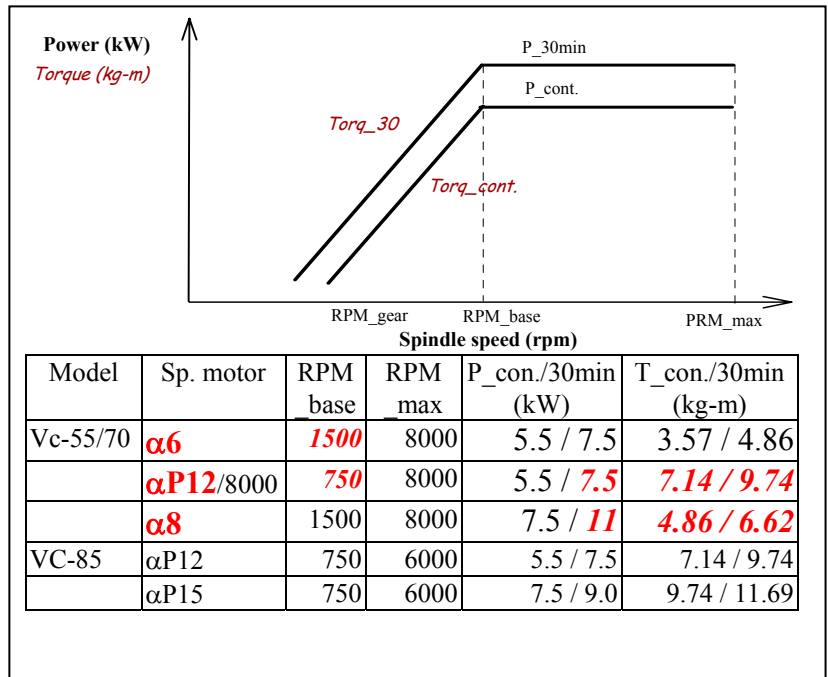 Power (kW)
Torque (kg-m)
P_30min
P_cont.
Torq_30
Torq_cont.
RPM_gear RPM_base PRM_max
Spindle speed (rpm)
Model Sp. motor RPM _base RPM _max P_con./30min (kW) T_con./30min (kg-m)
Vc-55/70 α6 1500 8000 5.5 / 7.5 3.57 / 4.86
αP12/8000 750 8000 5.5 / 7.5 7.14 / 9.74
α8 1500 8000 7.5 / 11 4.86 / 6.62
VC-85 αP12 750 6000 5.5 / 7.5 7.14 / 9.74
αP15 750 6000 7.5 / 9.0 9.74 / 11.69